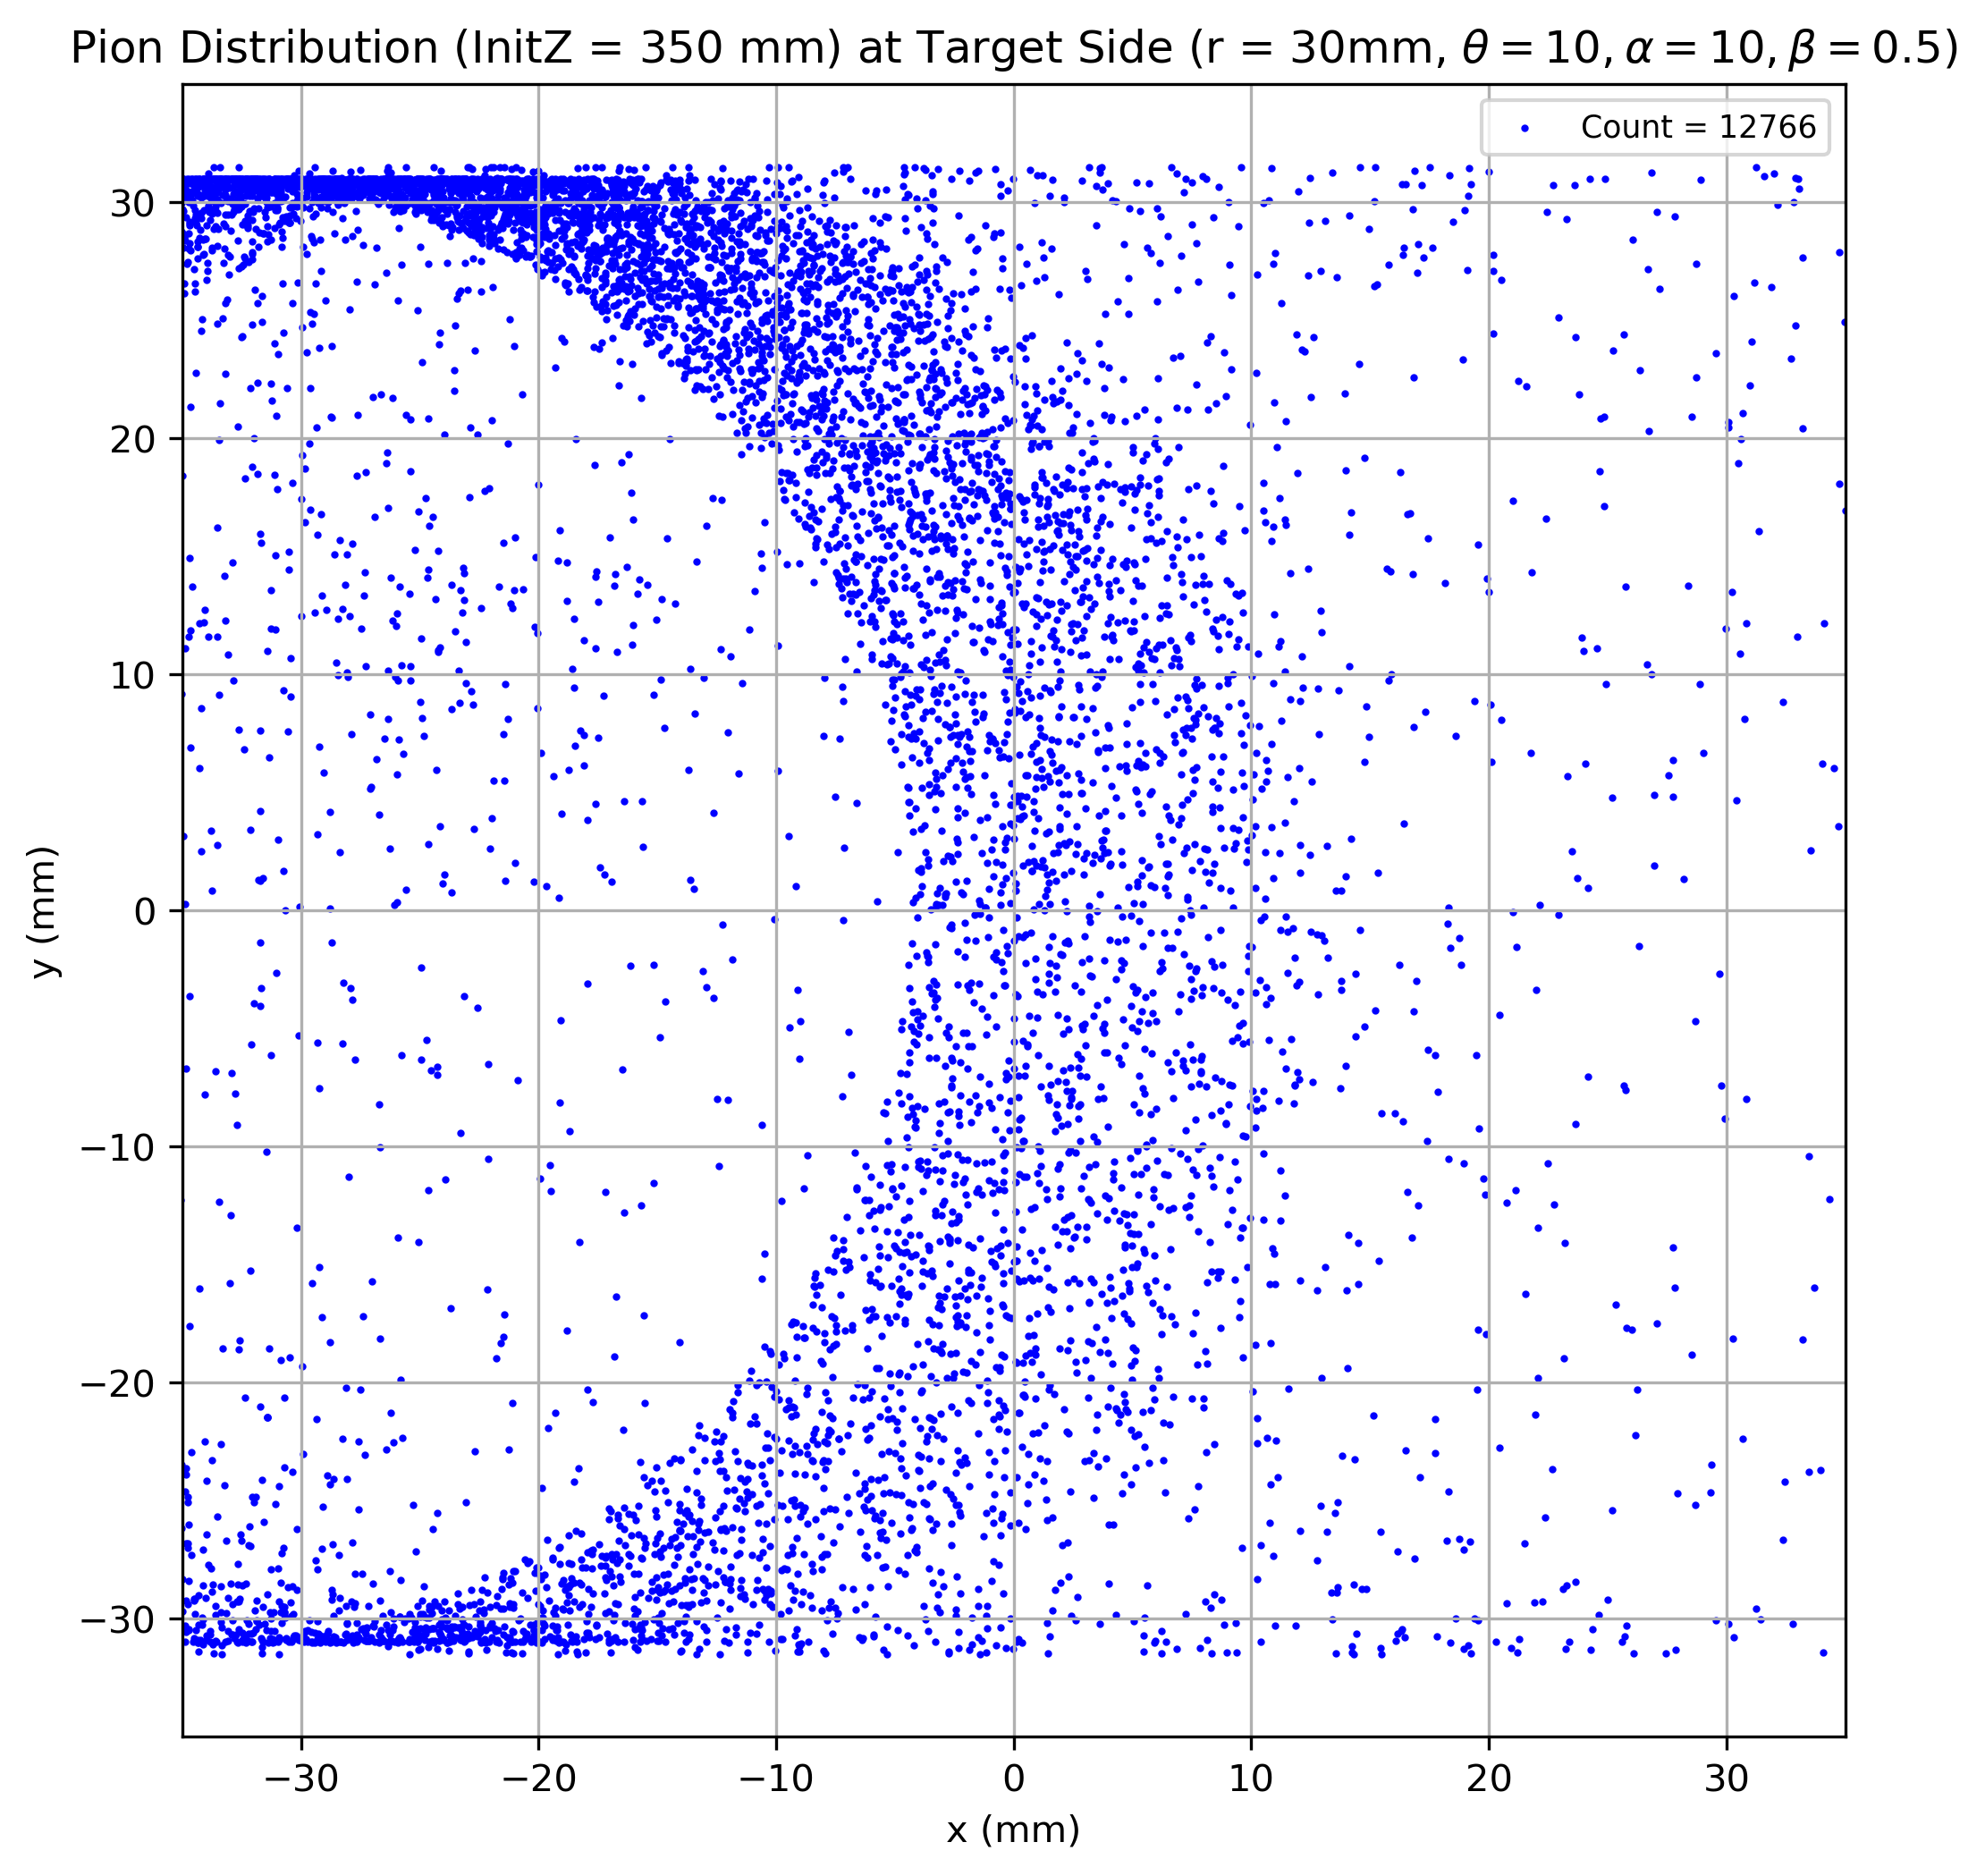 Pion Distribution (InitZ = 350 mm) at Target Side (r = 30mm, θ = 10, α = 10, β = 0.5)
Count = 12766
30
20
10
0
−10
−20
−30
y (mm)
−30 −20 −10 0 10 20 30
x (mm)